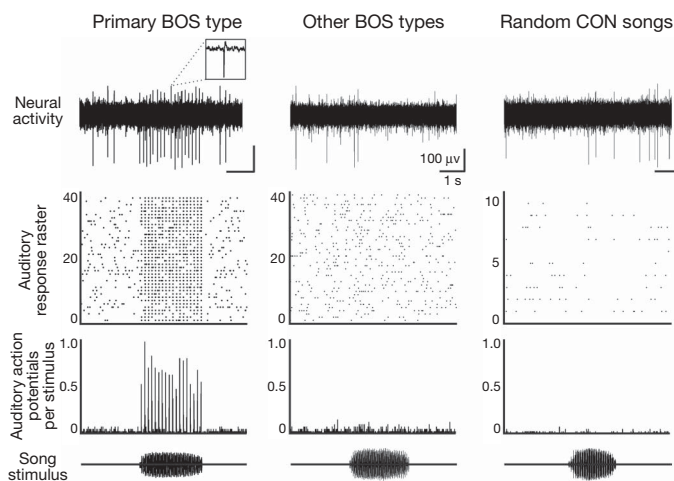 Primary BOS type Other BOS types Random CON songs
Neural
activity
100 μv
1 s
Auditory
response raster
40
20
0
40
20
0
10
5
0
Auditory action
potentials
per stimulus
1.0
0.5
0
1.0
0.5
0
1.0
0.5
0
Song
stimulus